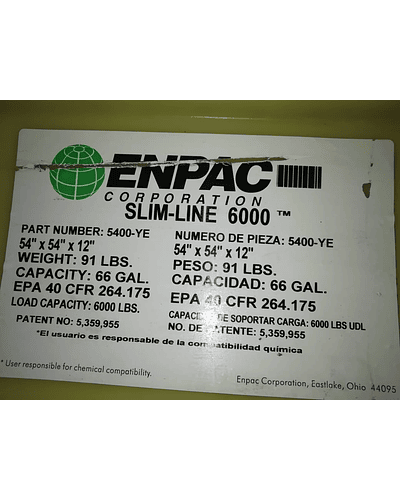 ENPAC
CORPORATION
SLIM-LINE 6000 ™
PART NUMBER: 5400-YE
54" x 54" x 12"
WEIGHT: 91 LBS.
CAPACITY: 66 GAL.
EPA 40 CFR 264.175
LOAD CAPACITY: 6000 LBS.
PATENT NO: 5,359,955
NUMERO DE PIEZA: 5400-YE
54" x 54" x 12"
PESO: 91 LBS.
CAPACIDAD: 66 GAL.
EPA 40 CFR 264.175
CAPACIDAD DE SOPORTAR CARGA: 6000 LBS UDL
NO. DE PATENTE: 5,359,955
*El usuario es responsable de la compatibilidad quimica
* User responsible for chemical compatibility.
Enpac Corporation, Eastlake, Ohio 44095